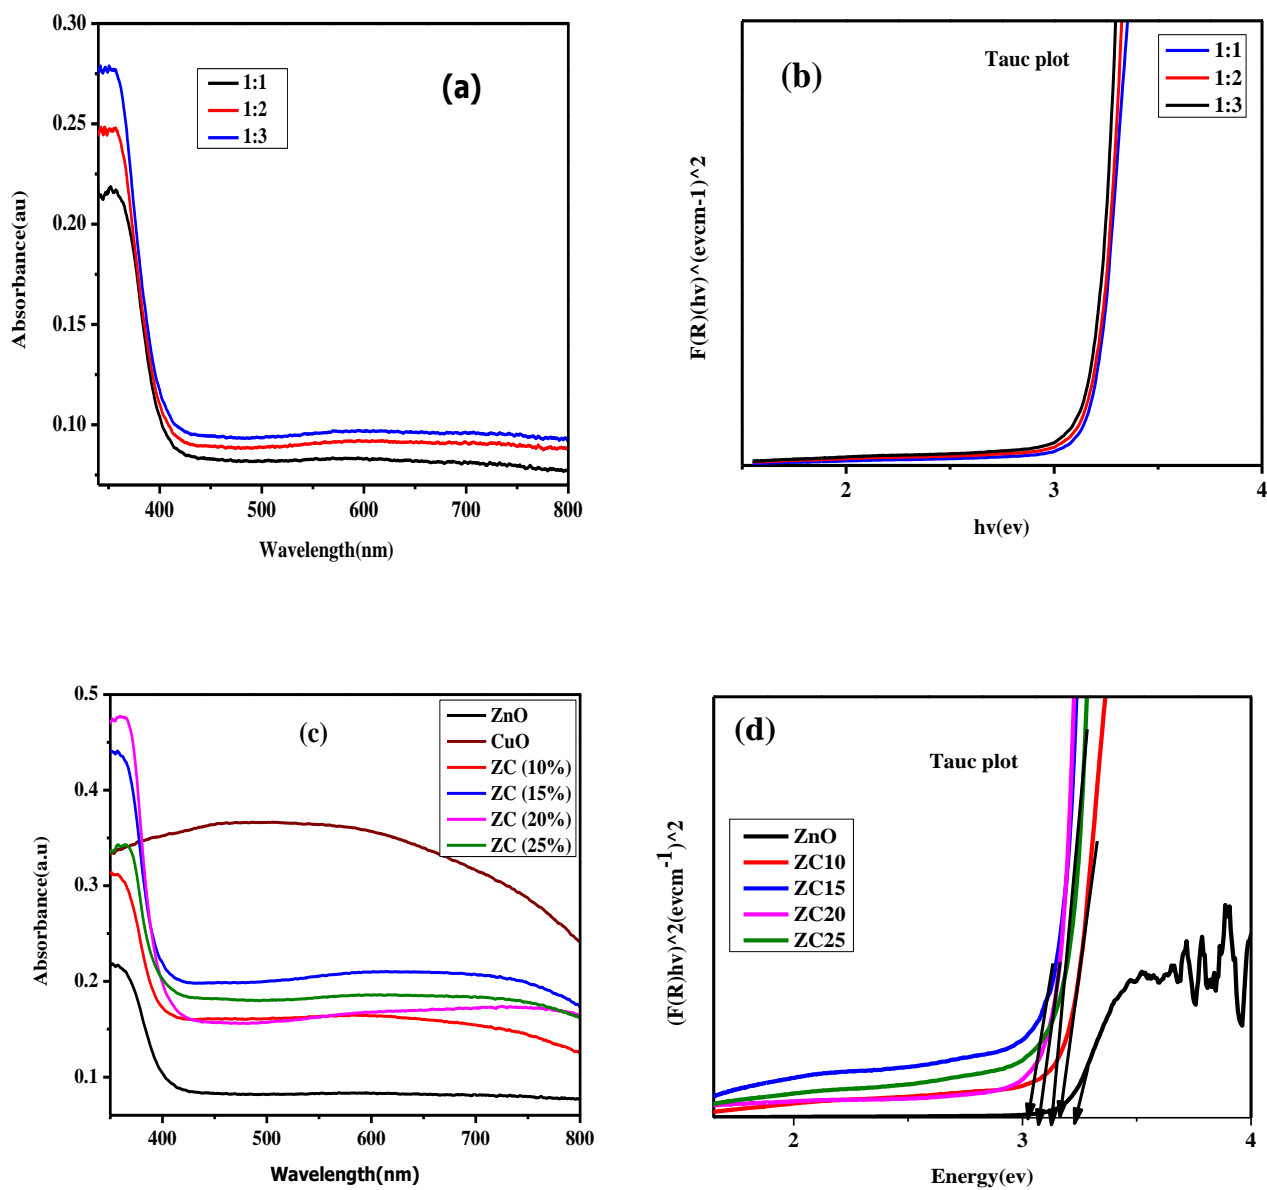 (a)
1:1
1:2
1:3
0.30
0.25
0.20
0.15
0.10
Absorbance(au)
400 500 600 700 800
Wavelength(nm)
(b)
Tauc plot
1:1
1:2
1:3
F(R)(hv)^(evcm-1)^2
2 3 4
hv(ev)
(c)
ZnO
CuO
ZC (10%)
ZC (15%)
ZC (20%)
ZC (25%)
0.5
0.4
0.3
0.2
0.1
Absorbance(a.u)
400 500 600 700 800
Wavelength(nm)
(d)
Tauc plot
ZnO
ZC10
ZC15
ZC20
ZC25
(F(R)hv)^2(evcm-1)^2
2 3 4
Energy(ev)